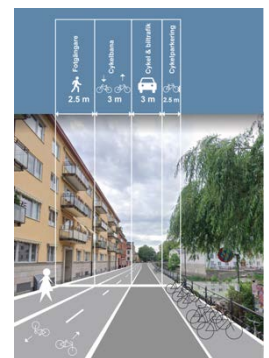 Fotgängare
2.5 m
Cykelbana
3 m
Cykel & biltrafik
3 m
Cykelparkering
2.5 m